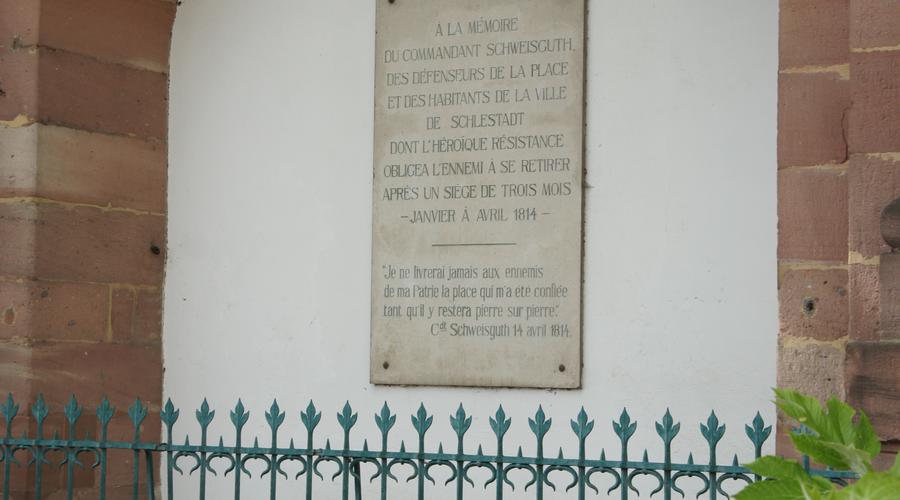 À LA MÉMOIRE
DU COMMANDANT SCHWEISGUTH,
DES DÉFENSEURS DE LA PLACE
ET DES HABITANTS DE LA VILLE
DE SCHLESTADT
DONT L'HÉROÏQUE RÉSISTANCE
OBLIGEA L'ENNEMI À SE RETIRER
APRÈS UN SIÈGE DE TROIS MOIS
– JANVIER À AVRIL 1814 –
"Je ne livrerai jamais aux ennemis
de ma Patrie la place qui m'a été confiée
tant qu'il y restera pierre sur pierre."
Cdt Schweisguth 14 avril 1814.